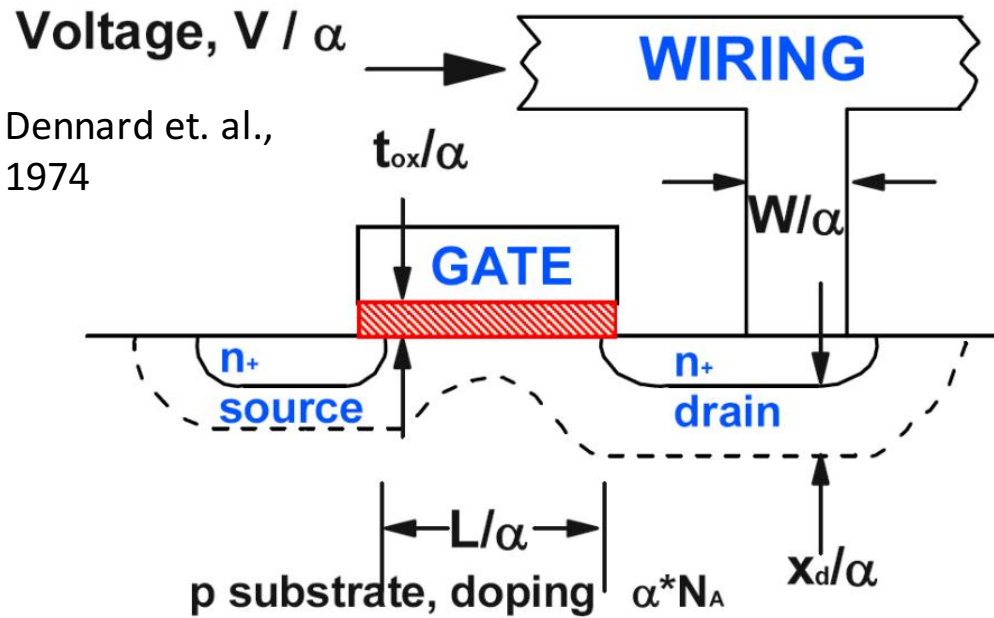 Voltage, V / α
WIRING
Dennard et. al.,
1974
tox/α
W/α
GATE
n+
n+
source
drain
L/α
xd/α
p substrate, doping α*NA